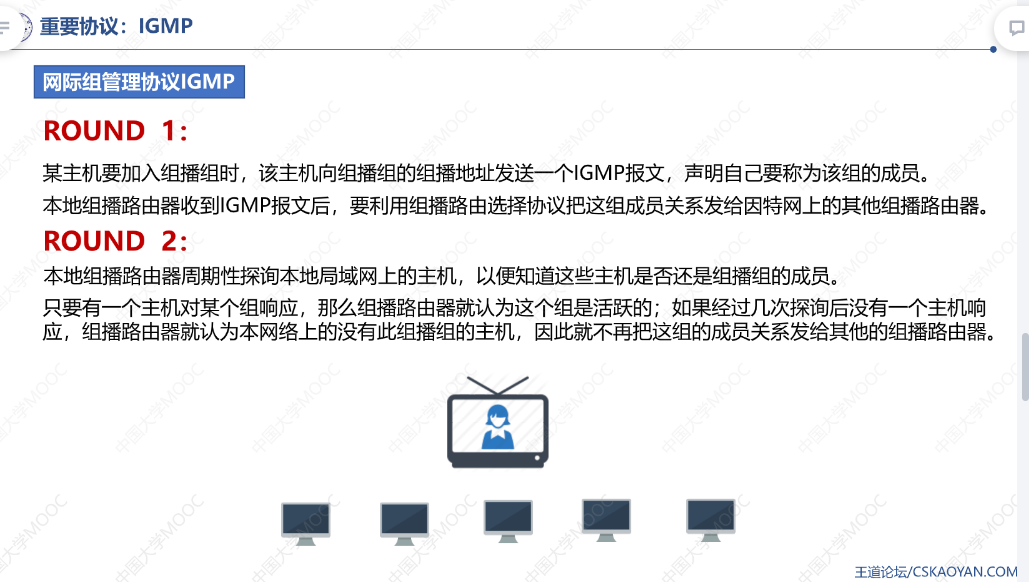 重要协议：IGMP
网际组管理协议IGMP
ROUND 1：
某主机要加入组播组时，该主机向组播组的组播地址发送一个IGMP报文，声明自己要称为该组的成员。
本地组播路由器收到IGMP报文后，要利用组播路由选择协议把这组成员关系发给因特网上的其他组播路由器。
ROUND 2：
本地组播路由器周期性探询本地局域网上的主机，以便知道这些主机是否还是组播组的成员。
只要有一个主机对某个组响应，那么组播路由器就认为这个组是活跃的；如果经过几次探询后没有一个主机响
应，组播路由器就认为本网络上的没有此组播组的主机，因此就不再把这组的成员关系发给其他的组播路由器。
王道论坛/CSKAOYAN.COM
中国大学MOOC